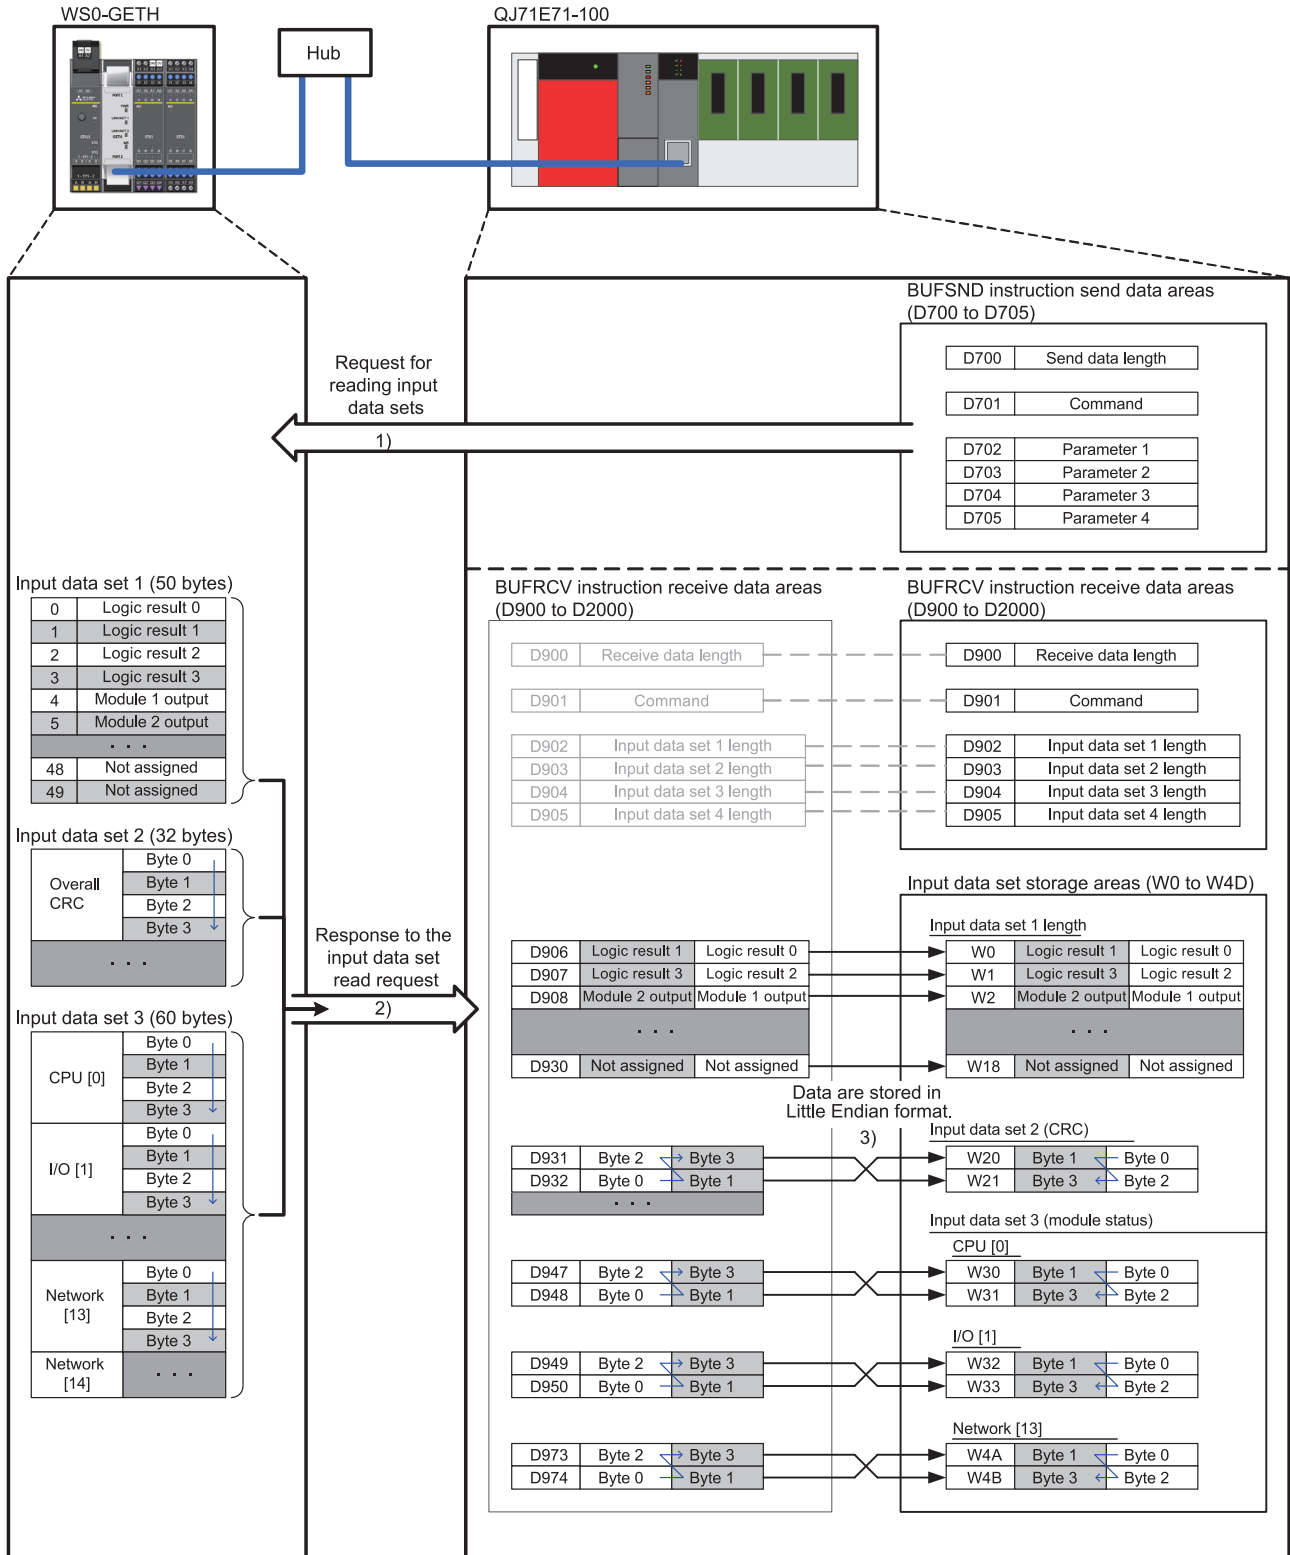 WS0-GETH
QJ71E71-100
Hub
BUFSND instruction send data areas
(D700 to D705)
D700 Send data length
D701 Command
D702 Parameter 1
D703 Parameter 2
D704 Parameter 3
D705 Parameter 4
Request for
reading input
data sets
1)
Input data set 1 (50 bytes)
0 Logic result 0
1 Logic result 1
2 Logic result 2
3 Logic result 3
4 Module 1 output
5 Module 2 output
· · ·
48 Not assigned
49 Not assigned
Input data set 2 (32 bytes)
Overall
CRC
Byte 0
Byte 1
Byte 2
Byte 3
· · ·
Input data set 3 (60 bytes)
CPU [0]
Byte 0
Byte 1
Byte 2
Byte 3
I/O [1]
Byte 0
Byte 1
Byte 2
Byte 3
· · ·
Network
[13]
Byte 0
Byte 1
Byte 2
Byte 3
Network
[14]
· · ·
Response to the
input data set
read request
2)
BUFRCV instruction receive data areas
(D900 to D2000)
D900 Receive data length
D901 Command
D902 Input data set 1 length
D903 Input data set 2 length
D904 Input data set 3 length
D905 Input data set 4 length
D906 Logic result 1 Logic result 0
D907 Logic result 3 Logic result 2
D908 Module 2 output Module 1 output
· · ·
D930 Not assigned Not assigned
Data are stored in
Little Endian format.
3)
D931 Byte 2 Byte 3
D932 Byte 0 Byte 1
· · ·
D947 Byte 2 Byte 3
D948 Byte 0 Byte 1
D949 Byte 2 Byte 3
D950 Byte 0 Byte 1
D973 Byte 2 Byte 3
D974 Byte 0 Byte 1
BUFRCV instruction receive data areas
(D900 to D2000)
D900 Receive data length
D901 Command
D902 Input data set 1 length
D903 Input data set 2 length
D904 Input data set 3 length
D905 Input data set 4 length
Input data set storage areas (W0 to W4D)
Input data set 1 length
W0 Logic result 1 Logic result 0
W1 Logic result 3 Logic result 2
W2 Module 2 output Module 1 output
· · ·
W18 Not assigned Not assigned
Input data set 2 (CRC)
W20 Byte 1 Byte 0
W21 Byte 3 Byte 2
Input data set 3 (module status)
CPU [0]
W30 Byte 1 Byte 0
W31 Byte 3 Byte 2
I/O [1]
W32 Byte 1 Byte 0
W33 Byte 3 Byte 2
Network [13]
W4A Byte 1 Byte 0
W4B Byte 3 Byte 2